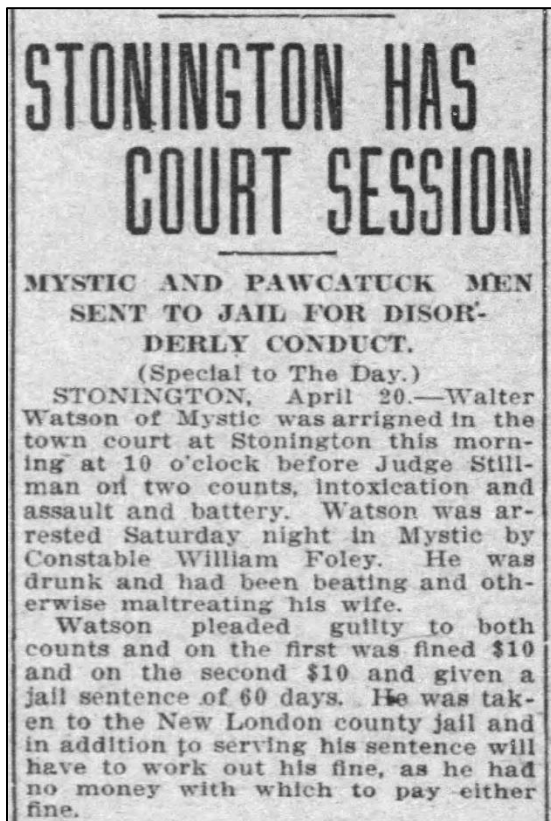 STONINGTON HAS
COURT SESSION
MYSTIC AND PAWCATUCK MEN
SENT TO JAIL FOR DISOR-
DERLY CONDUCT.
(Special to The Day.)
STONINGTON, April 20.—Walter
Watson of Mystic was arrigned in the
town court at Stonington this morn-
ing at 10 o'clock before Judge Still-
man on two counts, intoxication and
assault and battery. Watson was ar-
rested Saturday night in Mystic by
Constable William Foley. He was
drunk and had been beating and oth-
erwise maltreating his wife.
Watson pleaded guilty to both
counts and on the first was fined $10
and on the second $10 and given a
jail sentence of 60 days. He was tak-
en to the New London county jail and
in addition to serving his sentence will
have to work out his fine, as he had
no money with which to pay either
fine.